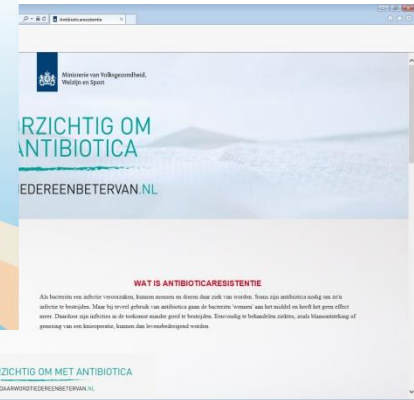 Antibioticaresistentie
Ministerie van Volksgezondheid,
Welzijn en Sport
RZICHTIG OM
ANTIBIOTICA
IEDEREENBETERVAN.NL
WAT IS ANTIBIOTICARESISTENTIE
Als bacteriën een infectie veroorzaken, kunnen mensen en dieren daar ziek van worden. Soms zijn antibiotica nodig om zo'n
infectie te bestrijden. Maar bij teveel gebruik van antibiotica gaan de bacteriën 'wennen' aan het middel en heeft het geen effect
meer. Daardoor zijn infecties in de toekomst minder goed te bestrijden. Eenvoudig te behandelen ziektes, zoals blaasontsteking of
genezing van een knieoperatie, kunnen dan levensbedreigend worden.
RZICHTIG OM MET ANTIBIOTICA
DAARWORDTIEDEREENBETERVAN.NL